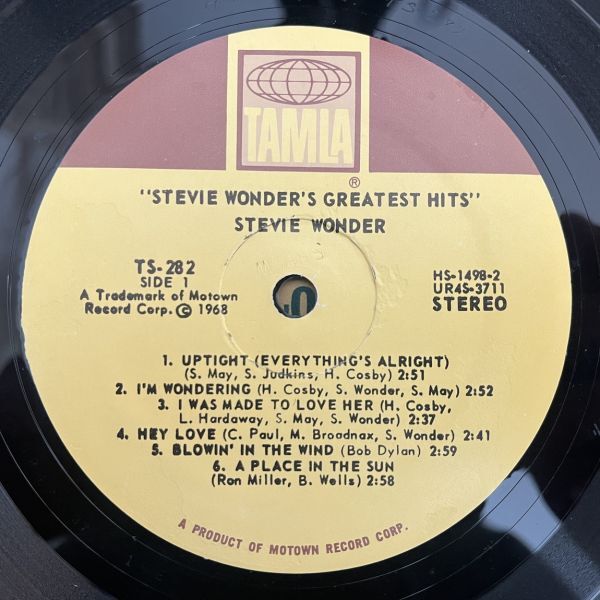 TAMLA
®
"STEVIE WONDER'S GREATEST HITS"
STEVIE WONDER
TS-282
SIDE 1
A Trademark of Motown
Record Corp. © 1968
HS-1498-2
UR4S-3711
STEREO
1. UPTIGHT (EVERYTHING'S ALRIGHT)
(S. May, S. Judkins, H. Cosby) 2:51
2. I'M WONDERING (H. Cosby, S. Wonder, S. May) 2:52
3. I WAS MADE TO LOVE HER (H. Cosby,
L. Hardaway, S. May, S. Wonder) 2:37
4. HEY LOVE (C. Paul, M. Broadnax, S. Wonder) 2:41
5. BLOWIN' IN THE WIND (Bob Dylan) 2:59
6. A PLACE IN THE SUN
(Ron Miller, B. Wells) 2:58
A PRODUCT OF MOTOWN RECORD CORP.